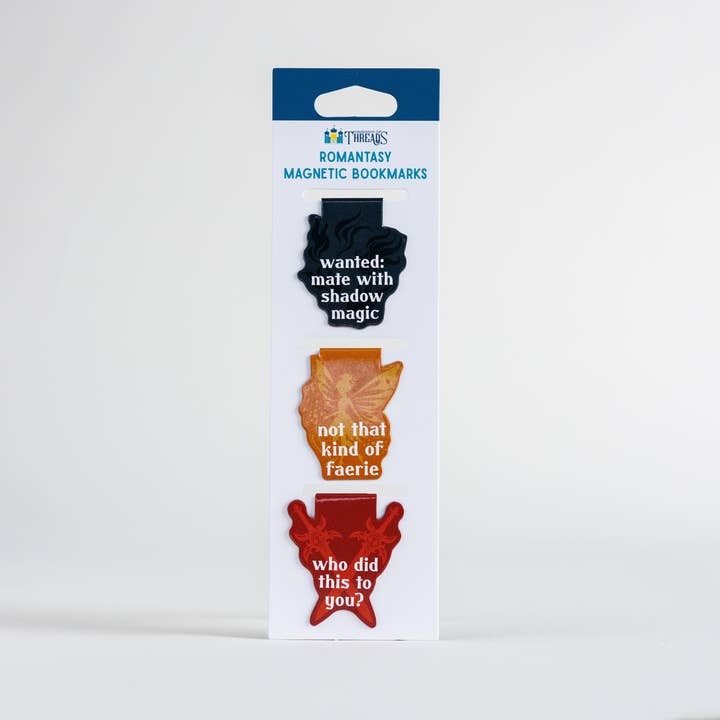 THREADS
ROMANTASY
MAGNETIC BOOKMARKS
wanted:
mate with
shadow
magic
not that
kind of
faerie
who did
this to
you?